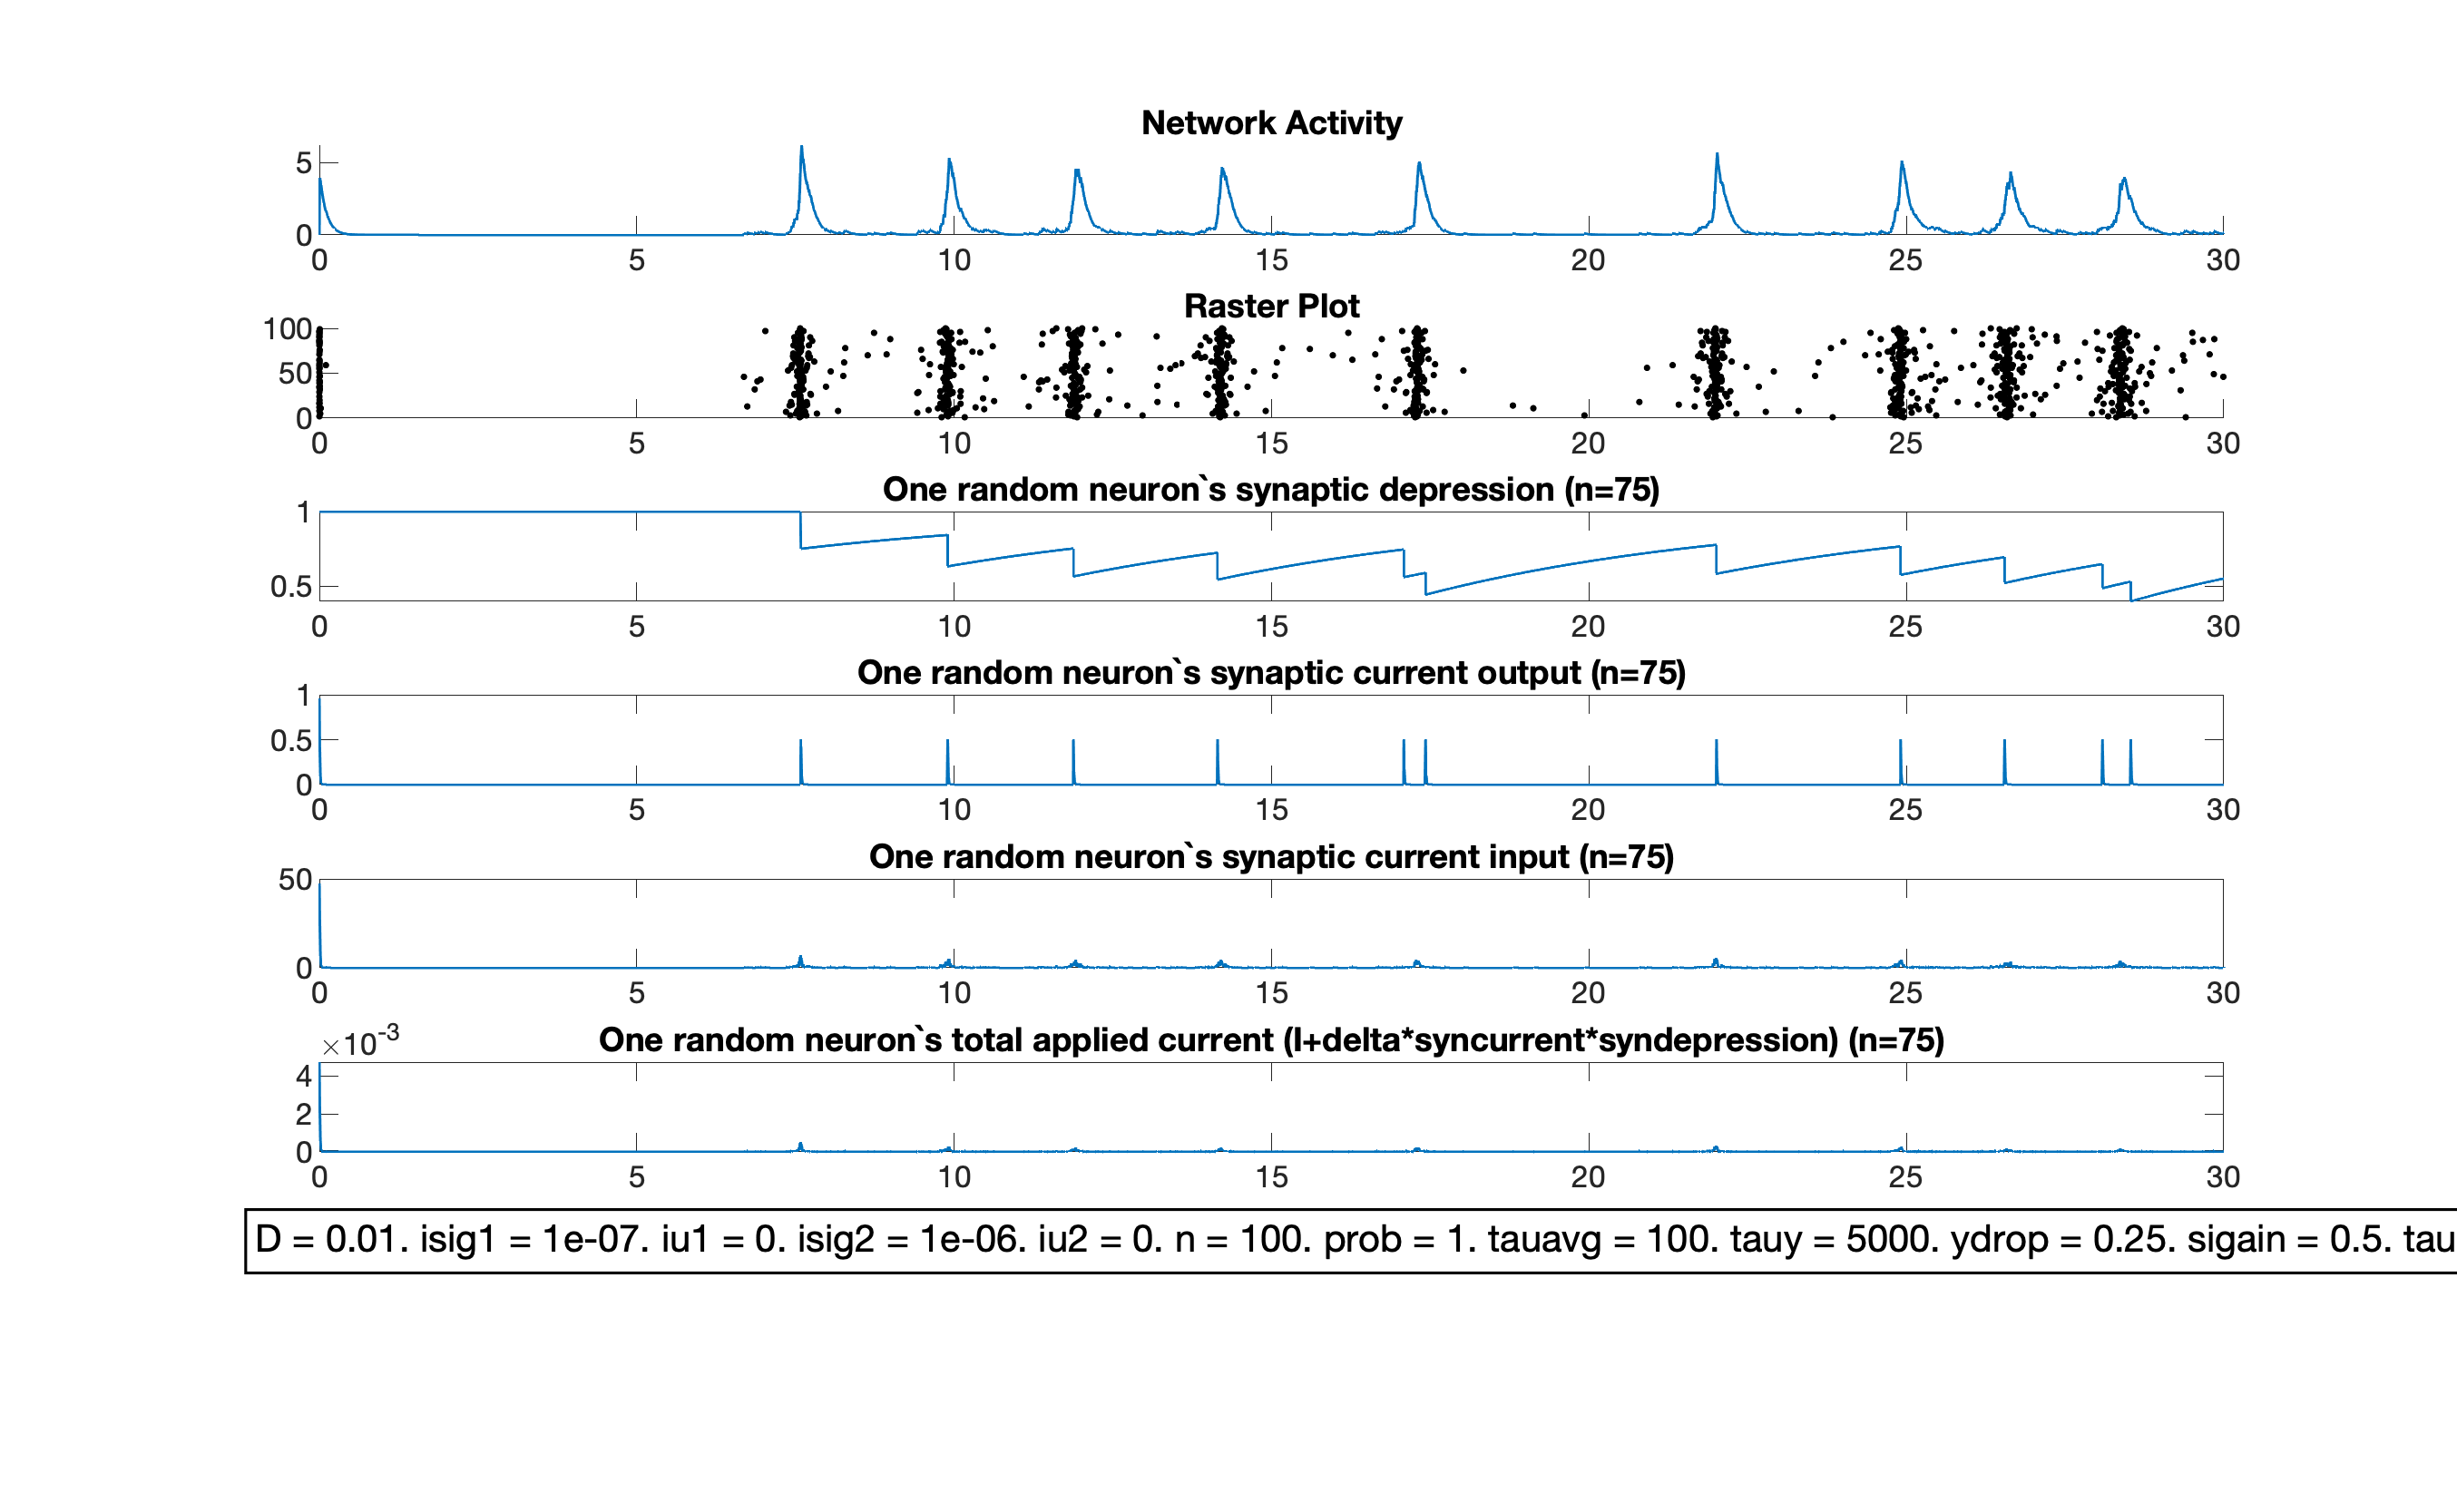 Network Activity
5
0
0 5 10 15 20 25 30
Raster Plot
100
50
0
0 5 10 15 20 25 30
One random neuron`s synaptic depression (n=75)
1
0.5
0 5 10 15 20 25 30
One random neuron`s synaptic current output (n=75)
1
0.5
0
0 5 10 15 20 25 30
One random neuron`s synaptic current input (n=75)
50
0
0 5 10 15 20 25 30
×10-3
One random neuron`s total applied current (I+delta*syncurrent*syndepression) (n=75)
4
2
0
0 5 10 15 20 25 30
D = 0.01. isig1 = 1e-07. iu1 = 0. isig2 = 1e-06. iu2 = 0. n = 100. prob = 1. tauavg = 100. tauy = 5000. ydrop = 0.25. sigain = 0.5. tau